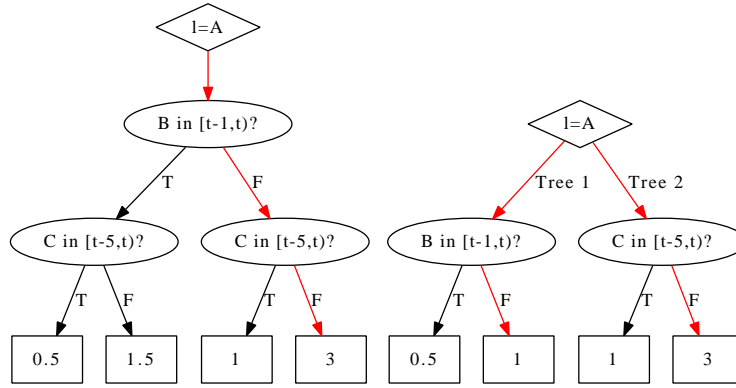 l=A
B in [t-1,t)?
l=A
T
F
Tree 1
Tree 2
C in [t-5,t)?
C in [t-5,t)?
B in [t-1,t)?
C in [t-5,t)?
T
F
T
F
T
F
T
F
0.5
1.5
1
3
0.5
1
1
3